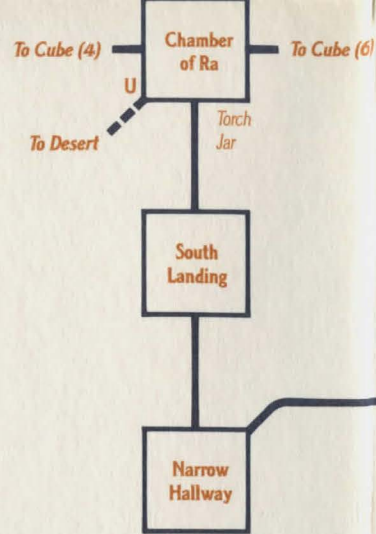 To Cube (4)
Chamber
of Ra
To Cube (6)
U
To Desert
Torch
Jar
South
Landing
Narrow
Hallway